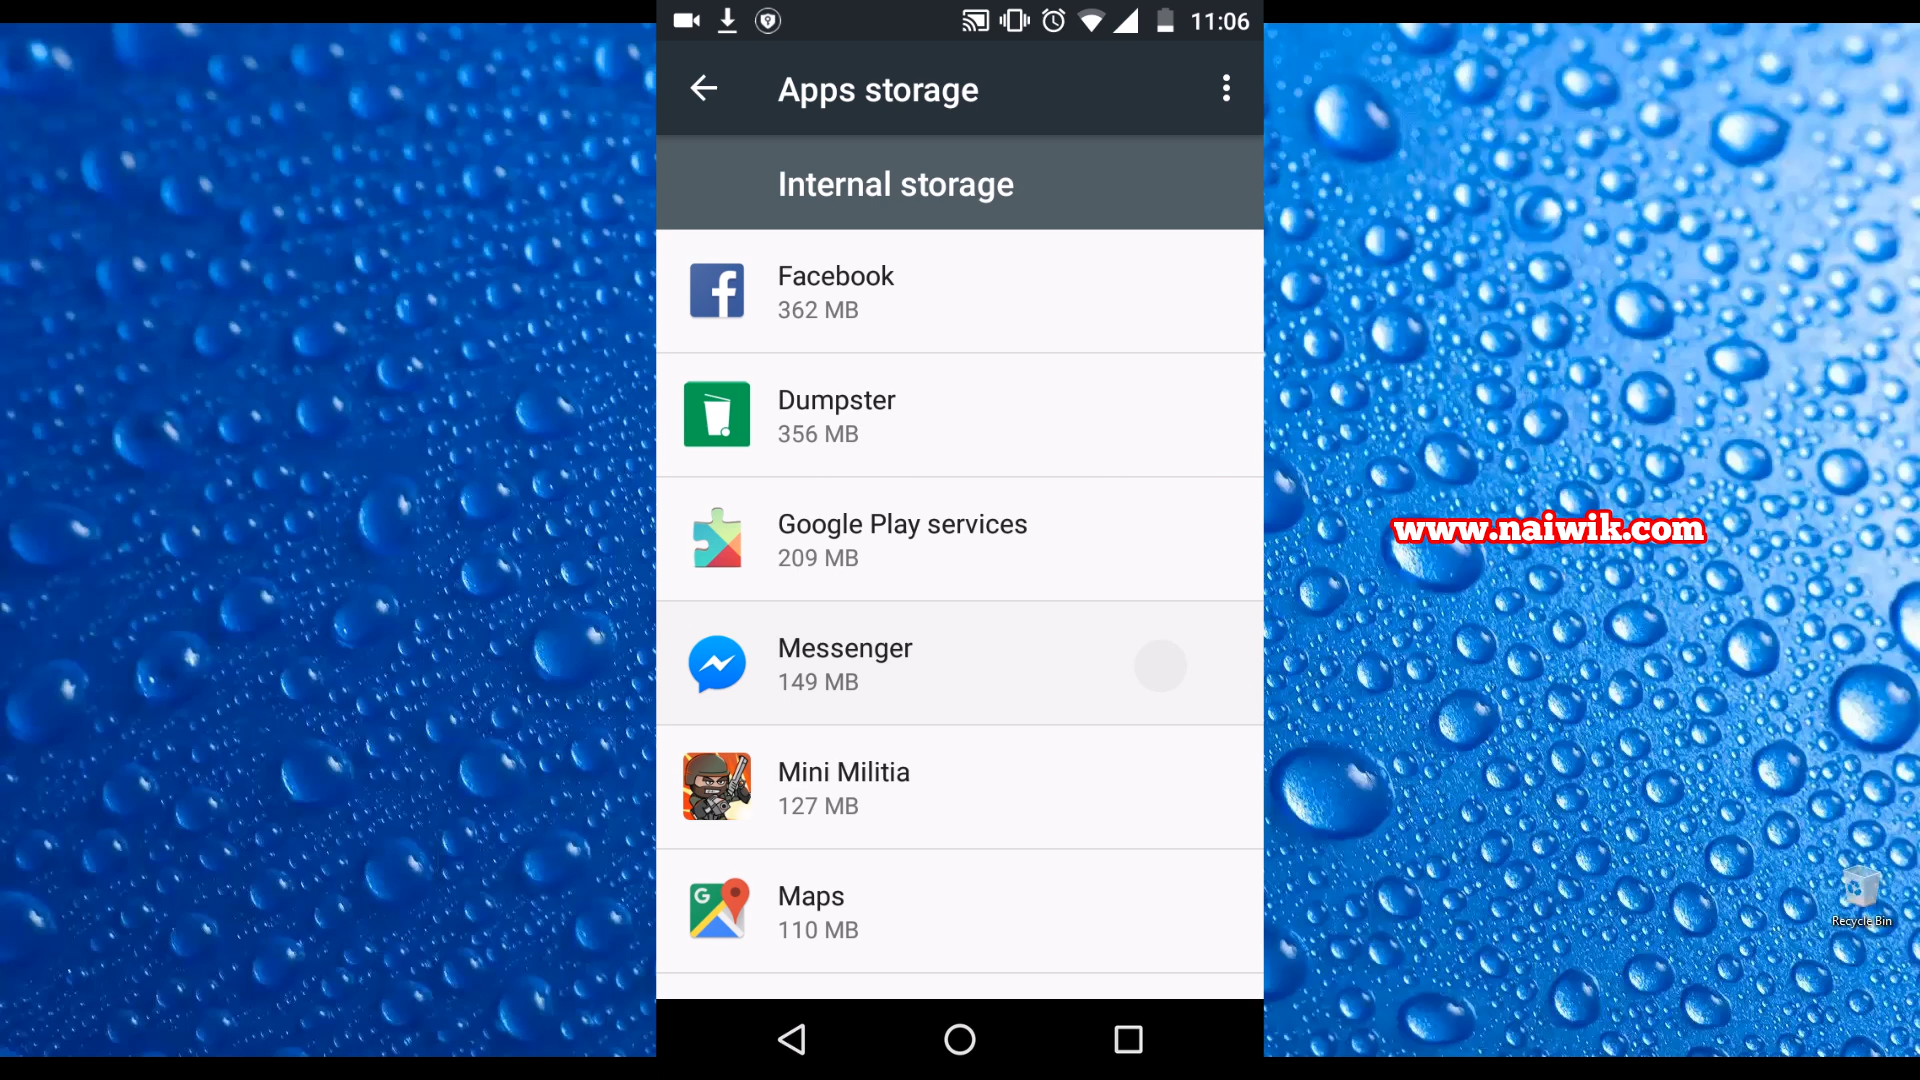 11:06
Apps storage
Internal storage
Facebook
362 MB
Dumpster
356 MB
Google Play services
209 MB
Messenger
149 MB
Mini Militia
127 MB
G
Maps
110 MB
www.naiwik.com
Recycle Bin